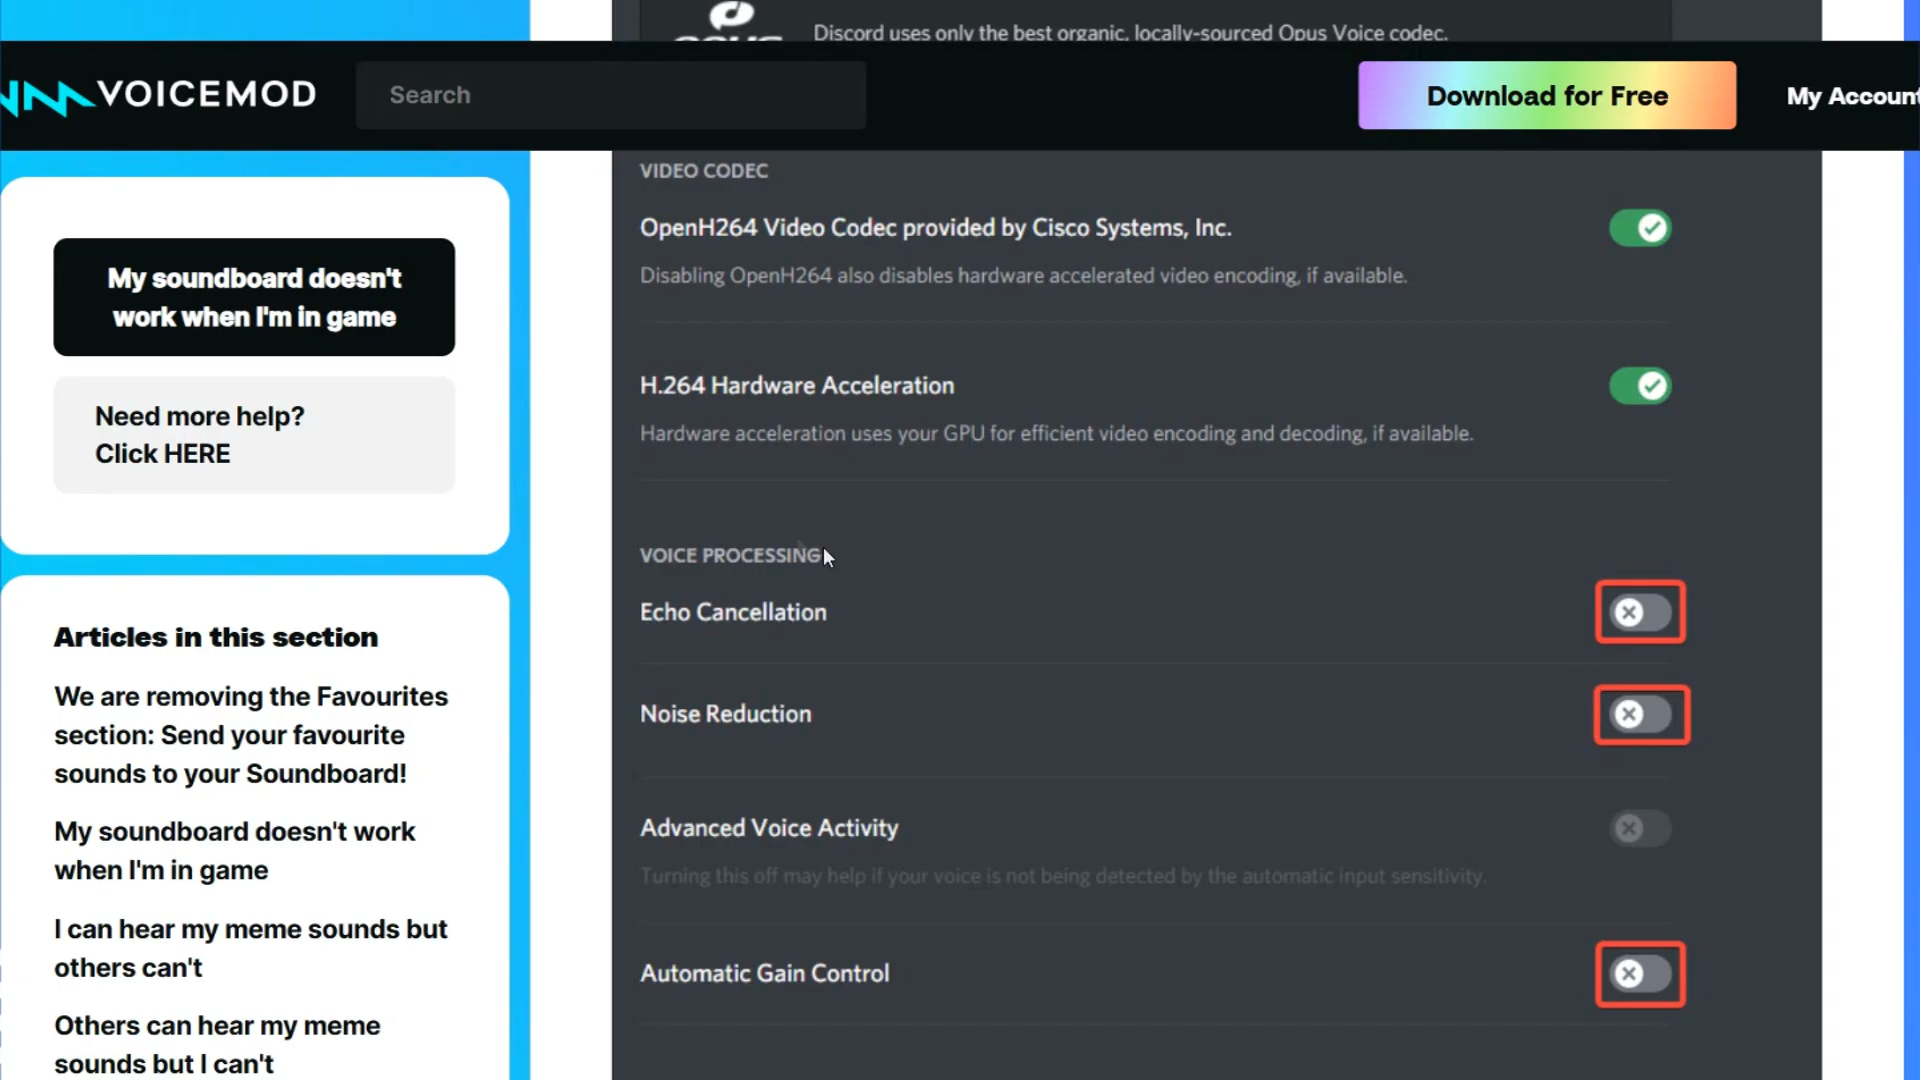 Discord uses only the best organic, locally-sourced Opus Voice codec.
VOICEMOD
Search
Download for Free
My Account
My soundboard doesn't
work when I'm in game
Need more help?
Click HERE
Articles in this section
We are removing the Favourites
section: Send your favourite
sounds to your Soundboard!
My soundboard doesn't work
when I'm in game
I can hear my meme sounds but
others can't
Others can hear my meme
sounds but I can't
VIDEO CODEC
OpenH264 Video Codec provided by Cisco Systems, Inc.
Disabling OpenH264 also disables hardware accelerated video encoding, if available.
H.264 Hardware Acceleration
Hardware acceleration uses your GPU for efficient video encoding and decoding, if available.
VOICE PROCESSING
Echo Cancellation
Noise Reduction
Advanced Voice Activity
Turning this off may help if your voice is not being detected by the automatic input sensitivity.
Automatic Gain Control